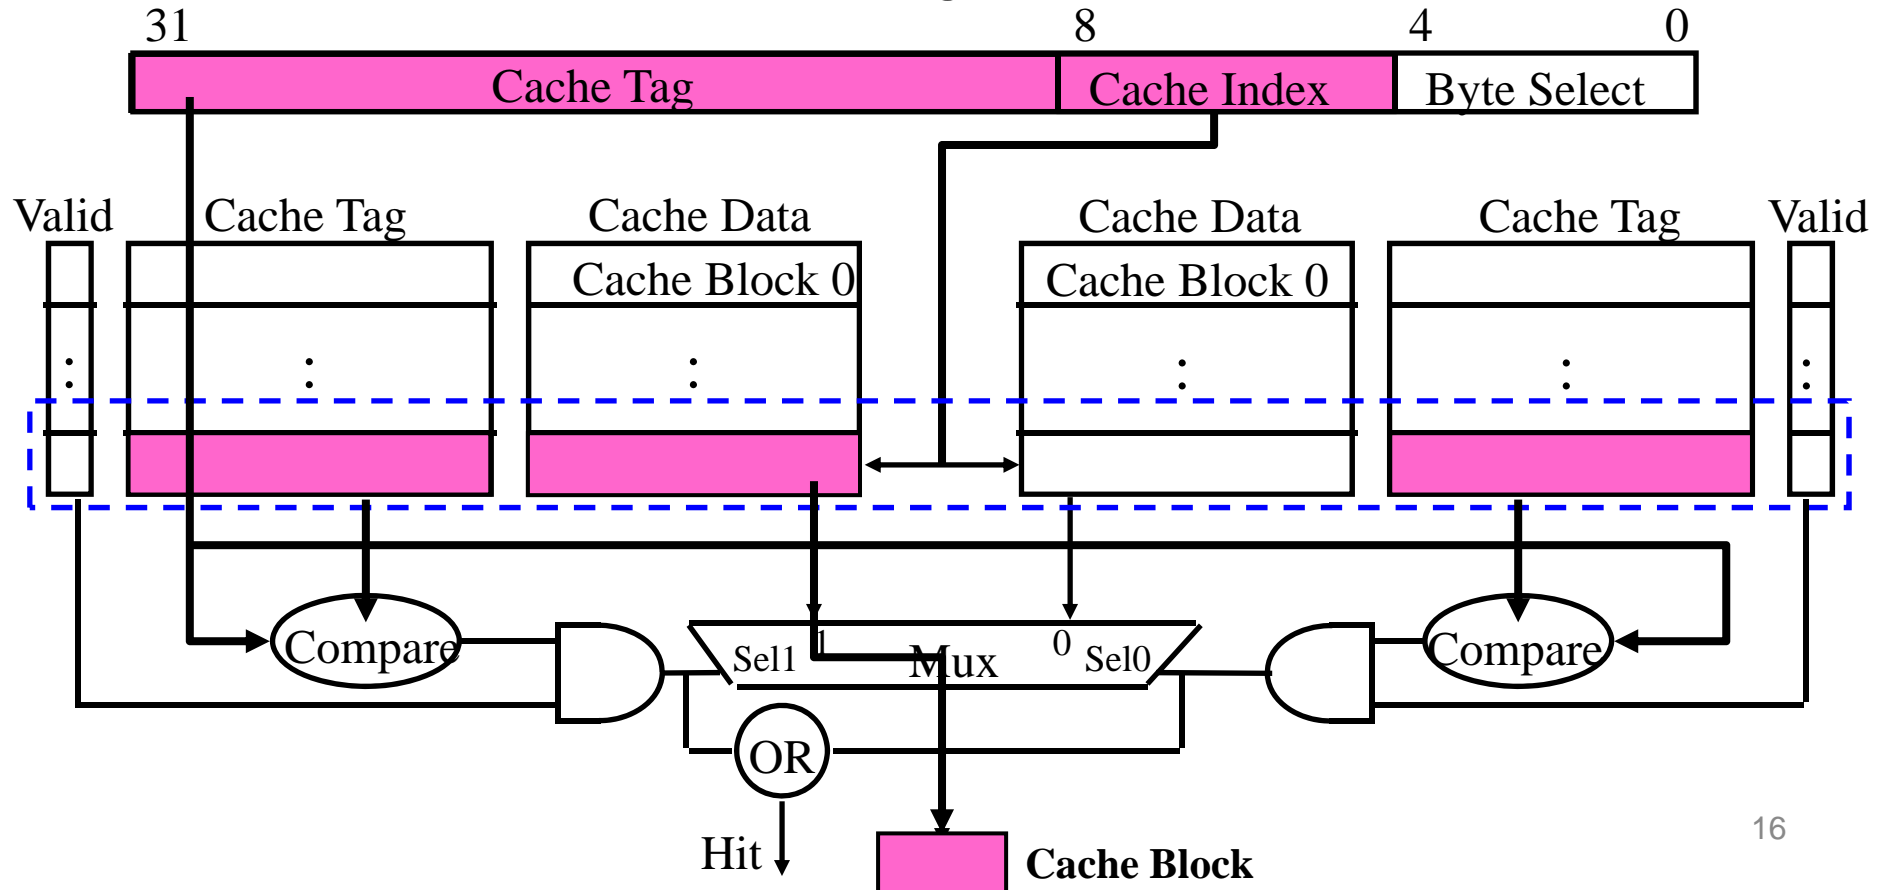 31 8 4 0
Cache Tag Cache Index Byte Select
Valid Cache Tag Cache Data Cache Data Cache Tag Valid
Cache Block 0 Cache Block 0
: : : : : :
Compare Sel1 1 Mux 0 Sel0 Compare
OR
16
Hit Cache Block